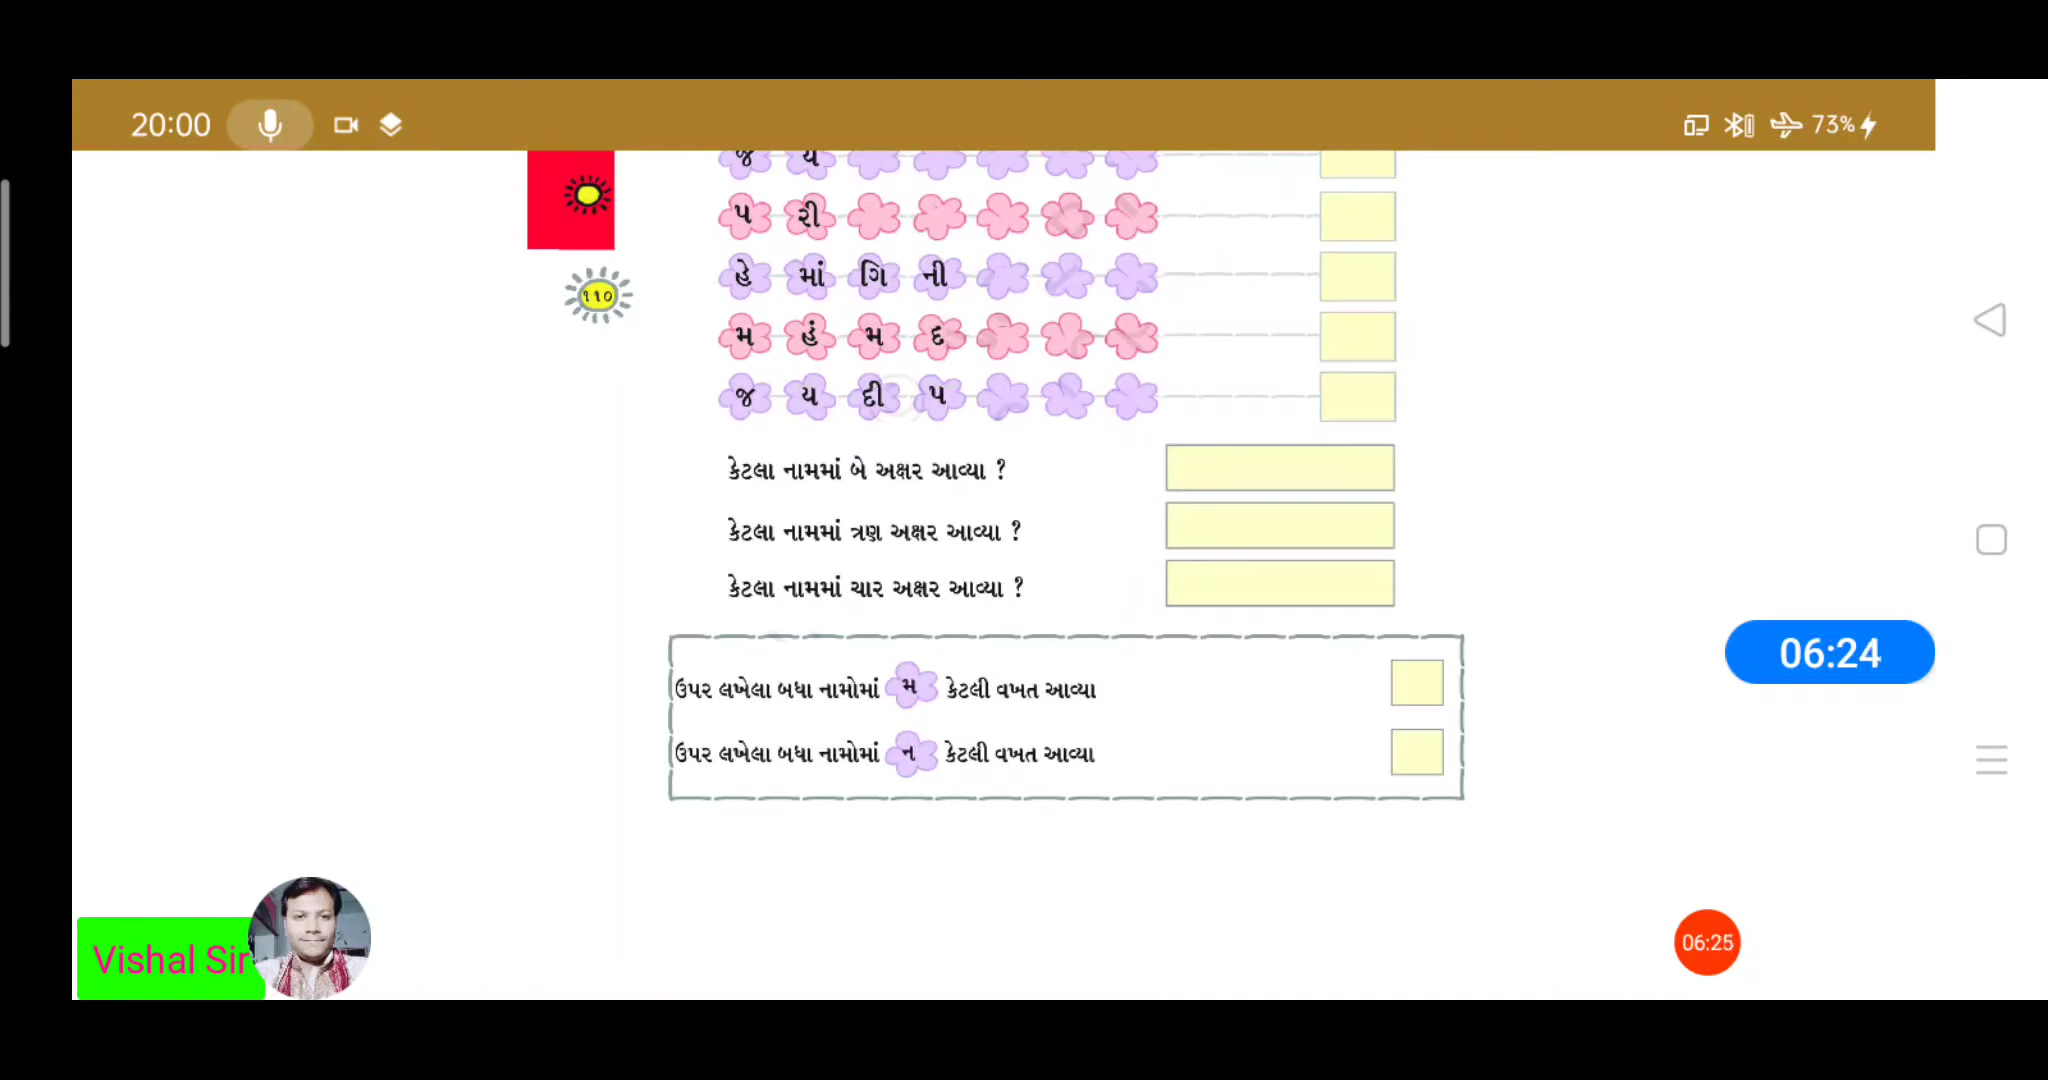 20:00
73%
જ ય
પ રી
હે માં ગિ ની
૧૧૦
મ હં મ દ
જ ય દી પ
કેટલા નામમાં બે અક્ષર આવ્યા ?
કેટલા નામમાં ત્રણ અક્ષર આવ્યા ?
કેટલા નામમાં ચાર અક્ષર આવ્યા ?
06:24
ઉપર લખેલા બધા નામોમાં મ કેટલી વખત આવ્યા
ઉપર લખેલા બધા નામોમાં ન કેટલી વખત આવ્યા
Vishal Sir
06:25